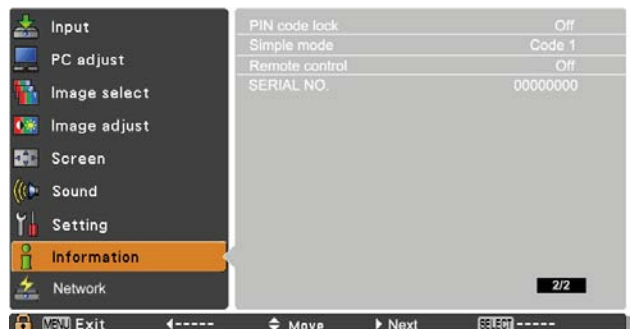 Input
PC adjust
Image select
Image adjust
Screen
Sound
Setting
Information
Network
PIN code lock Off
Simple mode Code 1
Remote control Off
SERIAL NO. 00000000
2/2
MENU Exit ----- Move Next SELECT -----